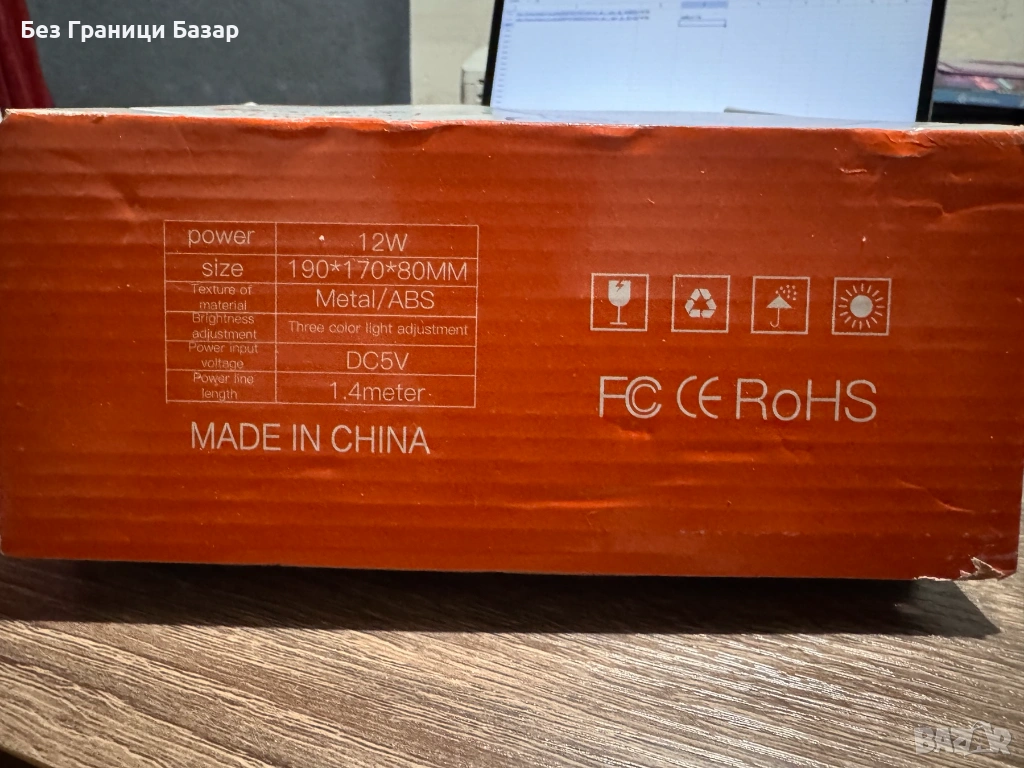 Без Граници Базар
power 12W
size 190*170*80MM
Texture of
material Metal/ABS
Brightness
adjustment Three color light adjustment
Power input
voltage DC5V
Power line
length 1.4meter
MADE IN CHINA
FC CE RoHS
BAZAR